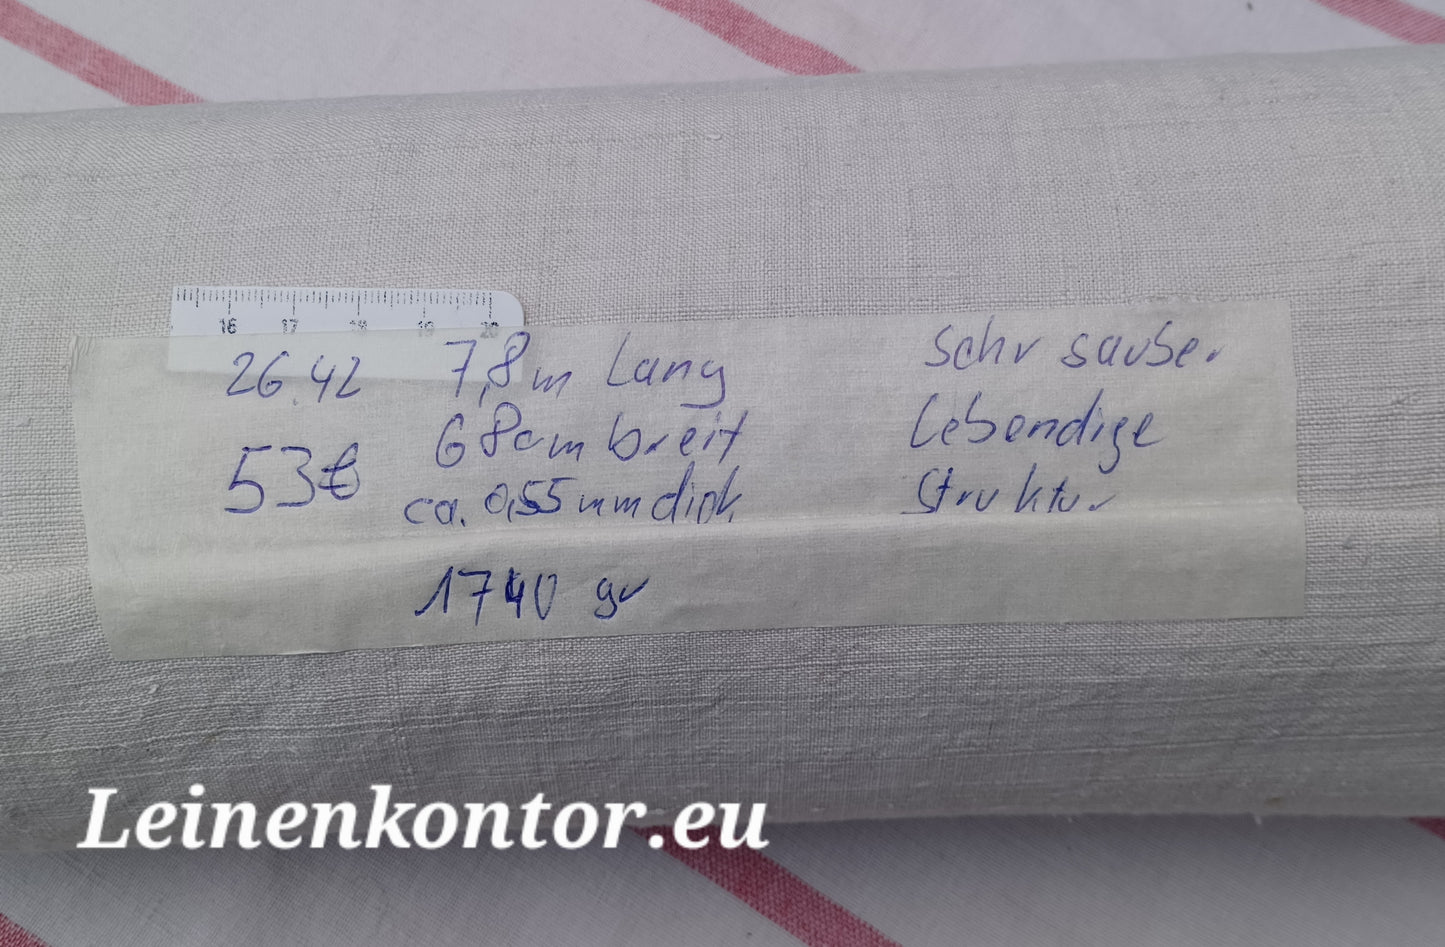 16 17 18 19 20
26.42 7,8m Lang
53€ 68cm breit
ca. 0,55mm dick
1740 gr
sehr sauber
lebendige
Struktur
Leinenkontor.eu